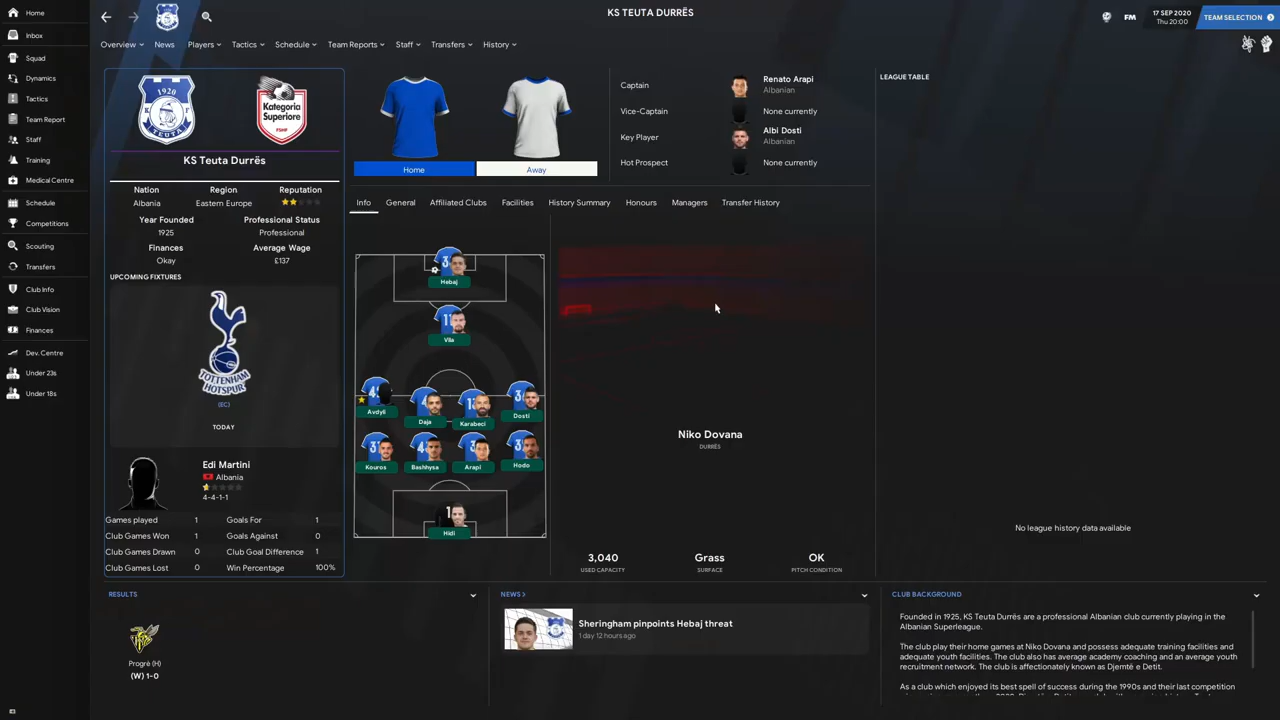 KS TEUTA DURRËS
17 SEP 2020
Thu 20:00
FM
TEAM SELECTION
Home
Inbox
Squad
Dynamics
Tactics
Team Report
Staff
Training
Medical Centre
Schedule
Competitions
Scouting
Transfers
Club Info
Club Vision
Finances
Dev. Centre
Under 23s
Under 18s
Overview
News
Players
Tactics
Schedule
Team Reports
Staff
Transfers
History
1920
TEUTA
Kategoria
Superiore
FSHF
KS Teuta Durrës
Nation
Albania
Region
Eastern Europe
Reputation
Year Founded
1925
Professional Status
Professional
Finances
Okay
Average Wage
£137
UPCOMING FIXTURES
TOTTENHAM
HOTSPUR
(EC)
TODAY
Edi Martini
Albania
4-4-1-1
Games played 1 Goals For 1
Club Games Won 1 Goals Against 0
Club Games Drawn 0 Club Goal Difference 1
Club Games Lost 0 Win Percentage 100%
Home
Away
Captain
Renato Arapi
Albanian
Vice-Captain
None currently
Key Player
Albi Dosti
Albanian
Hot Prospect
None currently
LEAGUE TABLE
Info
General
Affiliated Clubs
Facilities
History Summary
Honours
Managers
Transfer History
Hebaj
Vila
Avdyli
Daja
Karabeci
Dosti
Kouros
Bashhysa
Arapi
Hodo
Hidi
Niko Dovana
DURRËS
3,040
USED CAPACITY
Grass
SURFACE
OK
PITCH CONDITION
No league history data available
RESULTS
Progrè (H)
(W) 1-0
NEWS >
Sheringham pinpoints Hebaj threat
1 day 12 hours ago
CLUB BACKGROUND
Founded in 1925, KS Teuta Durrës are a professional Albanian club currently playing in the
Albanian Superleague.
The club play their home games at Niko Dovana and possess adequate training facilities and
adequate youth facilities. The club also has average academy coaching and an average youth
recruitment network. The club is affectionately known as Djemtë e Detit.
As a club which enjoyed its best spell of success during the 1990s and their last competition